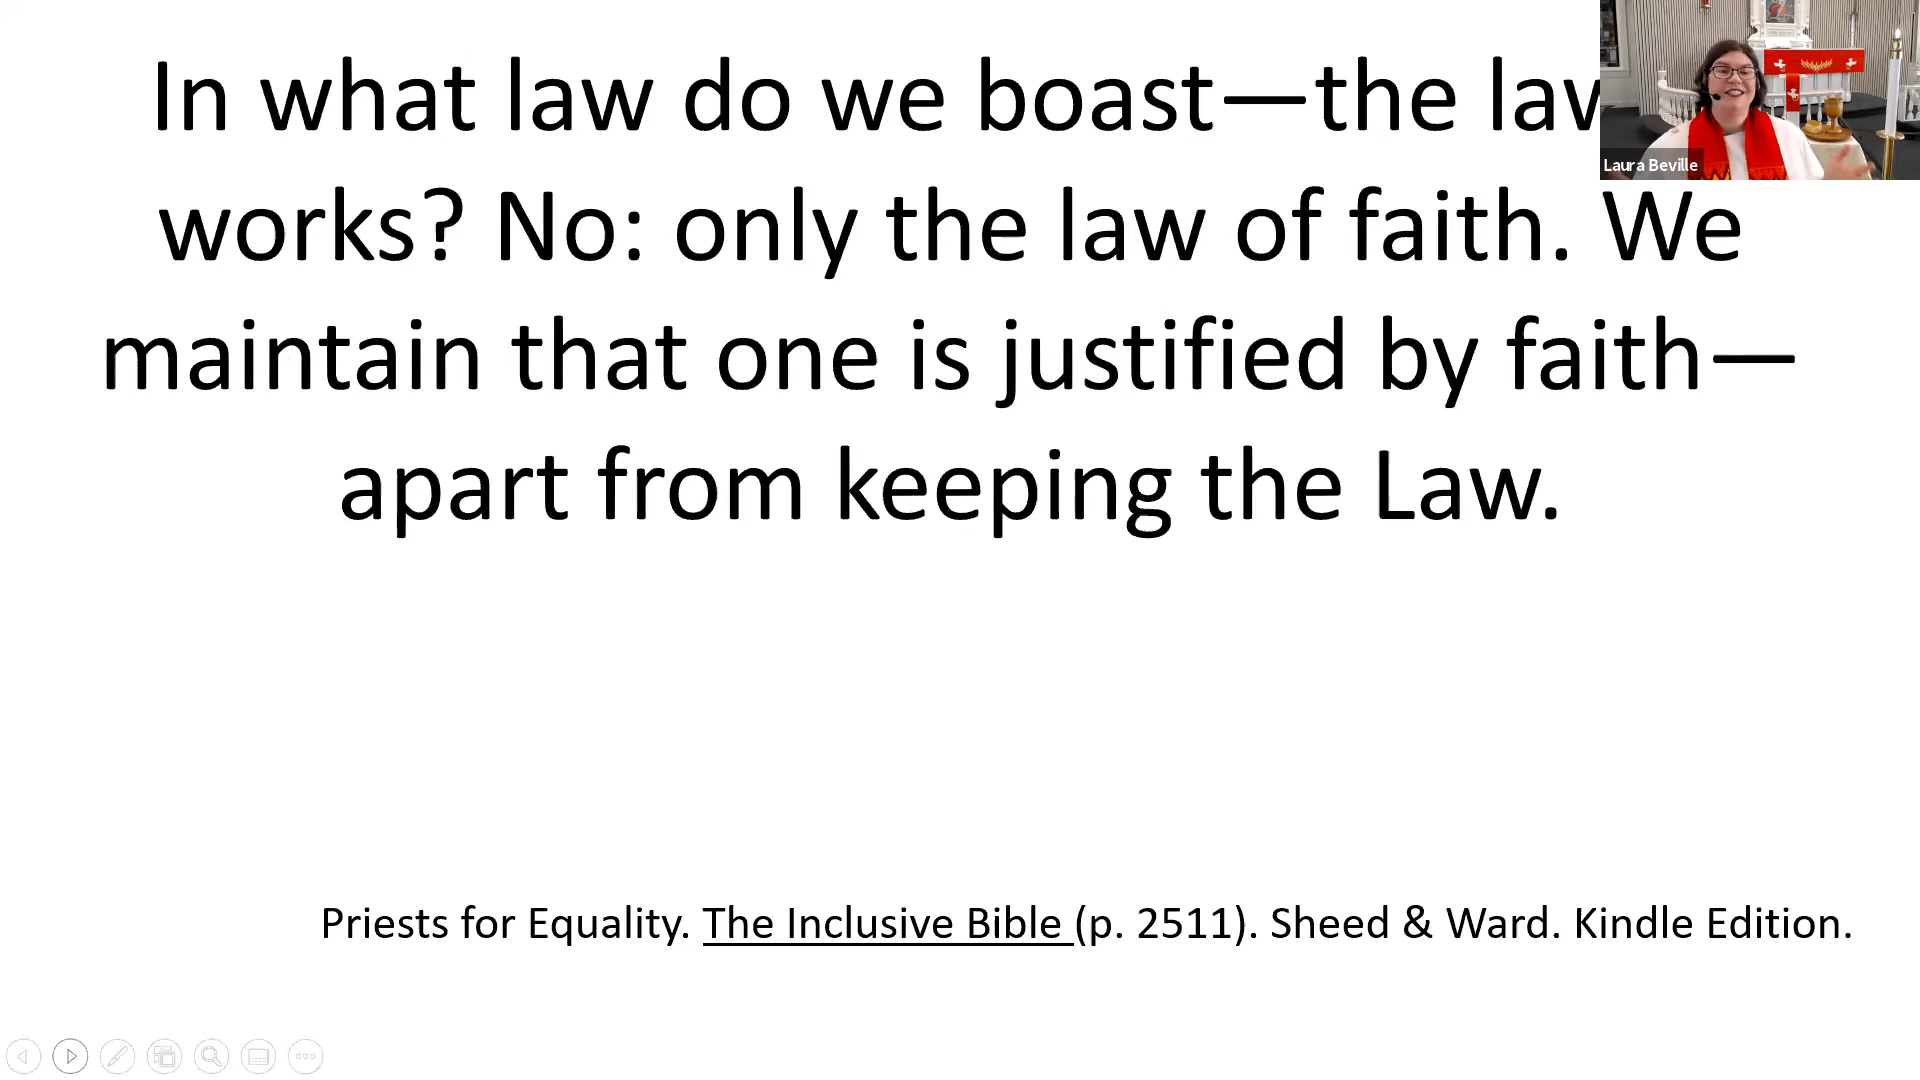 In what law do we boast—the law
works? No: only the law of faith. We
maintain that one is justified by faith—
apart from keeping the Law.
Laura Beville
Priests for Equality. The Inclusive Bible (p. 2511). Sheed & Ward. Kindle Edition.